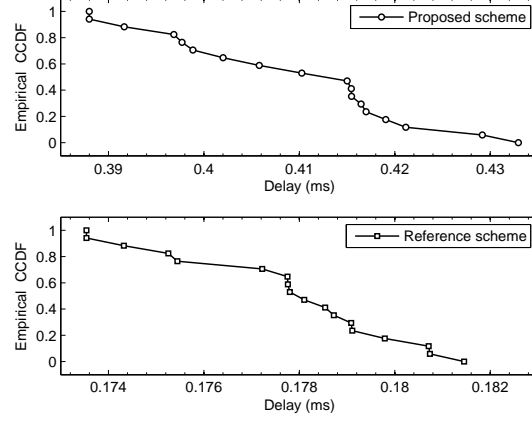 Proposed scheme
Empirical CCDF
1
0.8
0.6
0.4
0.2
0
0.39 0.4 0.41 0.42 0.43
Delay (ms)
Reference scheme
Empirical CCDF
1
0.8
0.6
0.4
0.2
0
0.174 0.176 0.178 0.18 0.182
Delay (ms)